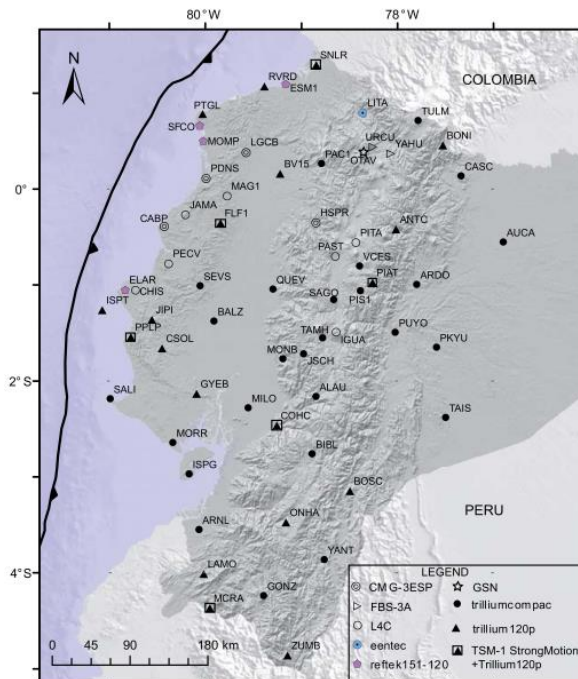 80°W 78°W
N
SNLR
RVRD
ESM1
COLOMBIA
PTGL
LITA
TULM
SFCO
MOMP
LGCB
URCU
YAHU
BONI
OTAV
PAC1
BV15
CASC
PDNS
0°
MAG1
JAMA
FLF1
HSPR
CABP
ANTC
PITA
AUCA
PECV
PAST
VCES
ELAR
CHIS
SEVS
QUEV
PIAT
ARDO
SAGO
PIS1
ISPT
JIPI
BALZ
PPLP
CSOL
TAMH
IGUA
PUYO
PKYU
MONB
JSCH
2°S
SALI
GYEB
MILO
ALAU
TAIS
COHC
MORR
BIBL
ISPG
BOSC
PERU
ARNL
ONHA
YANT
4°S
LAMO
GONZ
MCRA
ZUMB
0 45 90 180 km
LEGEND
CMG-3ESP
FBS-3A
L4C
eentec
reftek151-120
GSN
trilliumcompac
trillium120p
TSM-1 StrongMotion
+Trillium120p